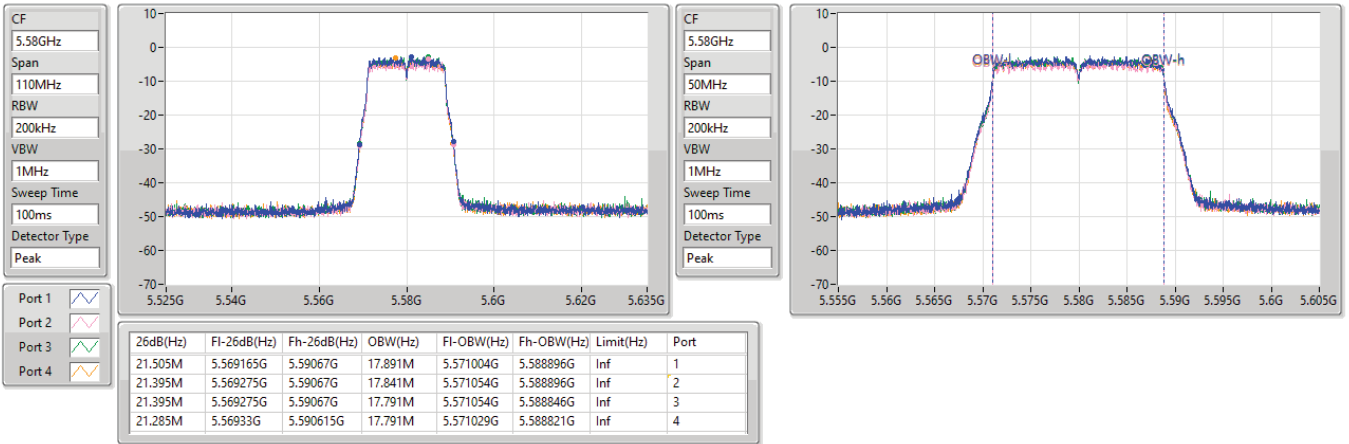 CF
5.58GHz
Span
110MHz
RBW
200kHz
VBW
1MHz
Sweep Time
100ms
Detector Type
Peak
10
0
-10
-20
-30
-40
-50
-60
-70
5.525G 5.54G 5.56G 5.58G 5.6G 5.62G 5.635G
CF
5.58GHz
Span
50MHz
RBW
200kHz
VBW
1MHz
Sweep Time
100ms
Detector Type
Peak
10
0
-10
-20
-30
-40
-50
-60
-70
OBW-l OBW-h
5.555G 5.56G 5.565G 5.57G 5.575G 5.58G 5.585G 5.59G 5.595G 5.6G 5.605G
Port 1
Port 2
Port 3
Port 4
26dB(Hz) Fl-26dB(Hz) Fh-26dB(Hz) OBW(Hz) Fl-OBW(Hz) Fh-OBW(Hz) Limit(Hz) Port
21.505M 5.569165G 5.59067G 17.891M 5.571004G 5.588896G Inf 1
21.395M 5.569275G 5.59067G 17.841M 5.571054G 5.588896G Inf 2
21.395M 5.569275G 5.59067G 17.791M 5.571054G 5.588846G Inf 3
21.285M 5.56933G 5.590615G 17.791M 5.571029G 5.588821G Inf 4